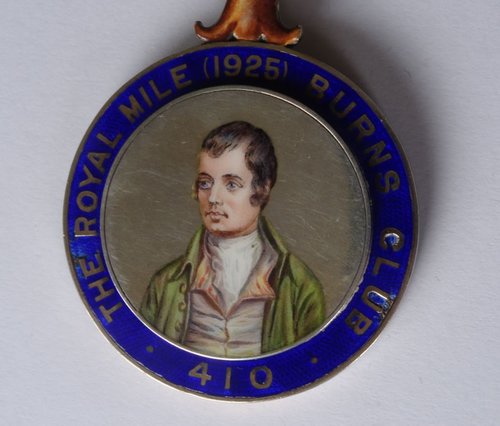 THE ROYAL MILE (1925) BURNS CLUB
· 410 ·